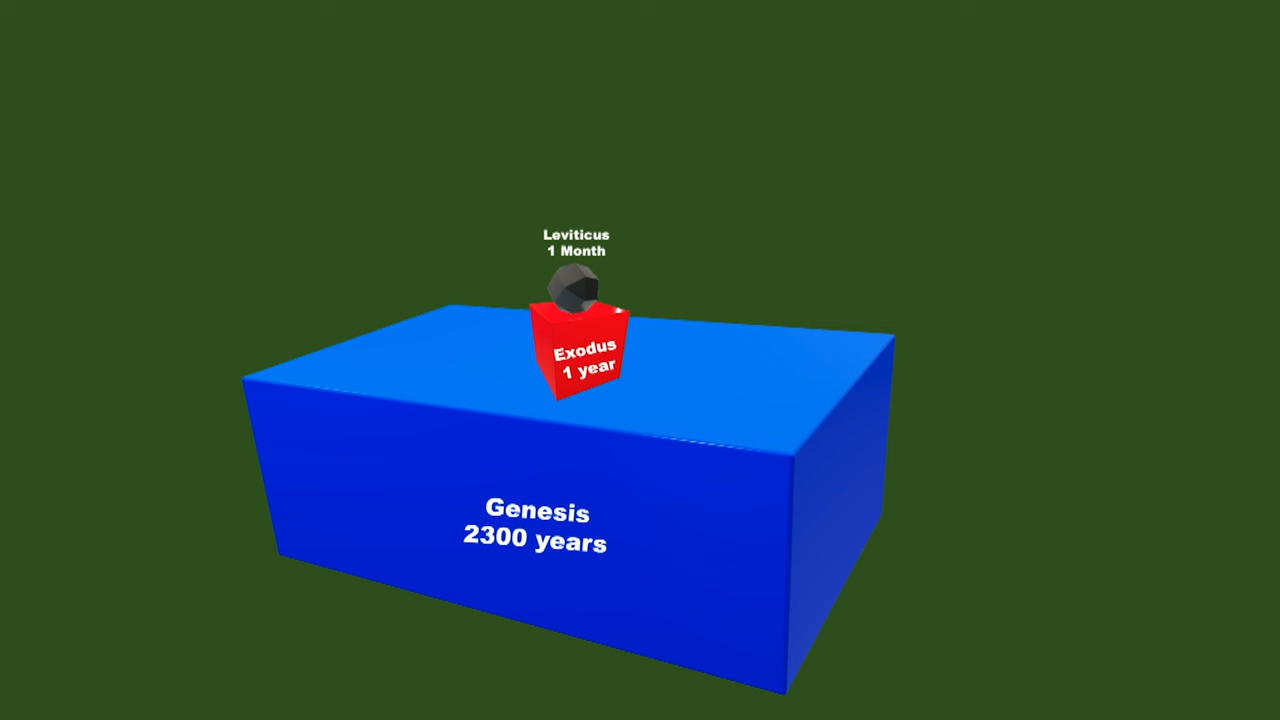 Leviticus
1 Month
Exodus
1 year
Genesis
2300 years